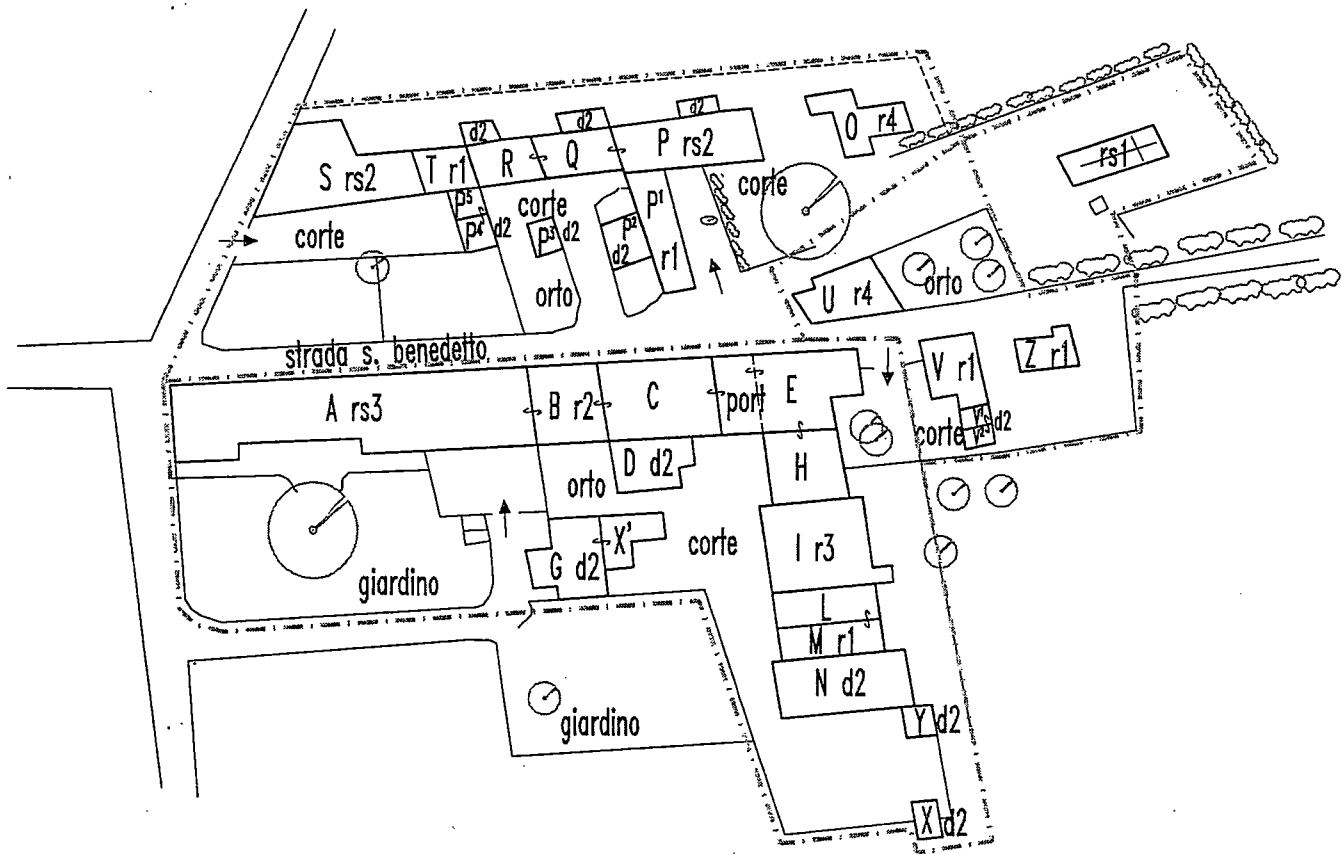 d2
d2
d2
O r4
S rs2
T r1
R
Q
P rs2
rs1
P5
P4
d2
corte
P3
d2
P2
d2
P1
r1
corte
corte
orto
U r4
orto
strada s. benedetto
A rs3
B r2
C
port
E
V r1
Z r1
V1
V2
d2
corte
D d2
H
orto
G d2
X'
corte
I r3
giardino
L
M r1
N d2
giardino
Y d2
X d2